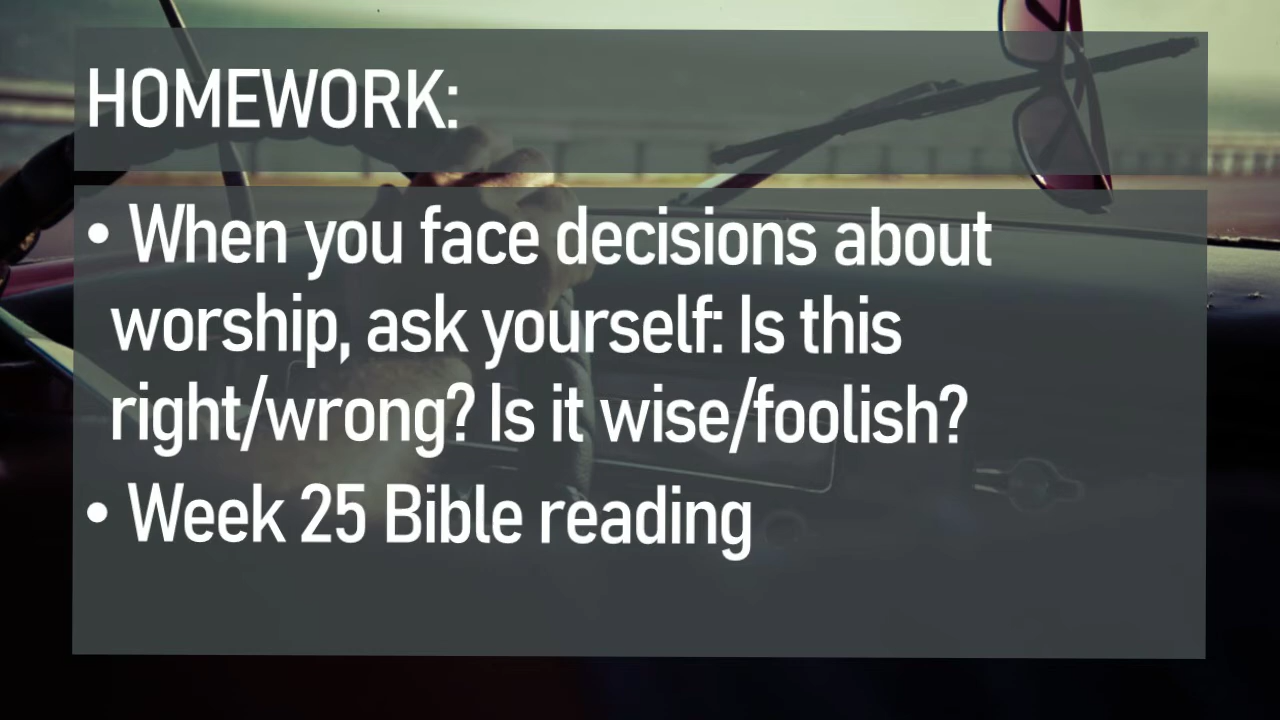 HOMEWORK:
• When you face decisions about
worship, ask yourself: Is this
right/wrong? Is it wise/foolish?
• Week 25 Bible reading